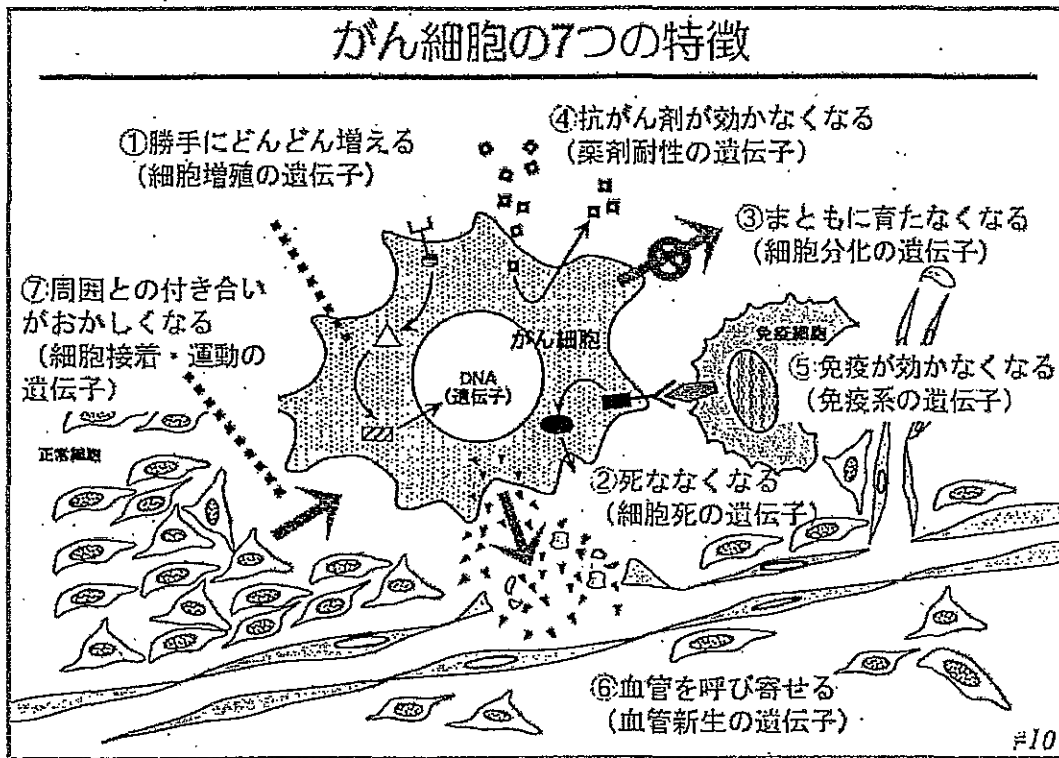 がん細胞の7つの特徴
①勝手にどんどん増える
(細胞増殖の遺伝子)
④抗がん剤が効かなくなる
(薬剤耐性の遺伝子)
③まともに育たなくなる
(細胞分化の遺伝子)
⑦周囲との付き合い
がおかしくなる
(細胞接着・運動の
遺伝子)
がん細胞
免疫細胞
DNA
(遺伝子)
⑤免疫が効かなくなる
(免疫系の遺伝子)
正常細胞
②死ななくなる
(細胞死の遺伝子)
⑥血管を呼び寄せる
(血管新生の遺伝子)
#10